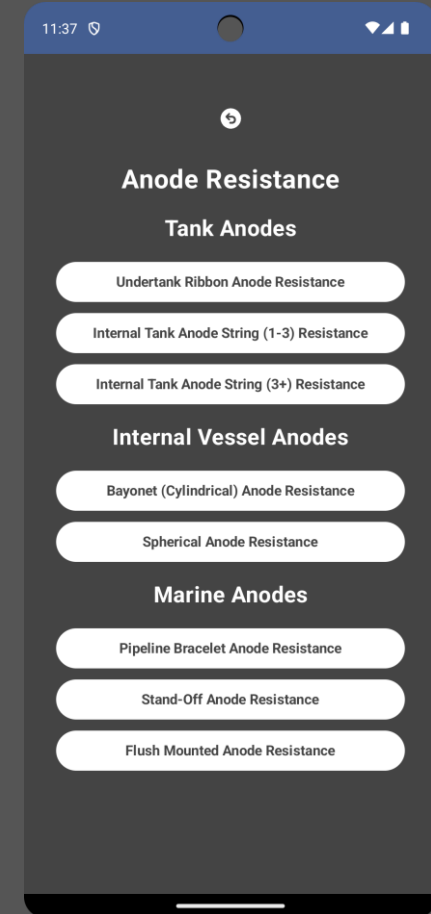 11:37
Anode Resistance
Tank Anodes
Undertank Ribbon Anode Resistance
Internal Tank Anode String (1-3) Resistance
Internal Tank Anode String (3+) Resistance
Internal Vessel Anodes
Bayonet (Cylindrical) Anode Resistance
Spherical Anode Resistance
Marine Anodes
Pipeline Bracelet Anode Resistance
Stand-Off Anode Resistance
Flush Mounted Anode Resistance